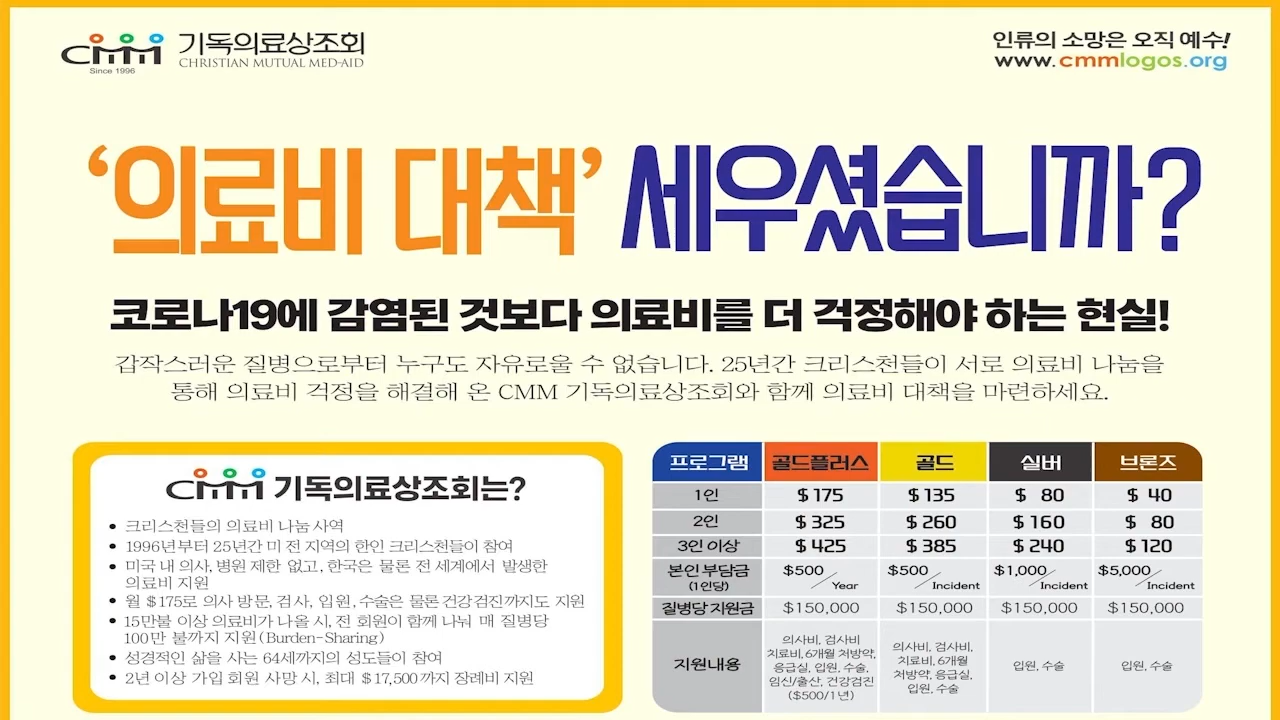 CMM 기독의료상조회
CHRISTIAN MUTUAL MED-AID
Since 1996
인류의 소망은 오직 예수!
www.cmmlogos.org
‘의료비 대책’ 세우셨습니까?
코로나19에 감염된 것보다 의료비를 더 걱정해야 하는 현실!
갑작스러운 질병으로부터 누구도 자유로울 수 없습니다. 25년간 크리스천들이 서로 의료비 나눔을
통해 의료비 걱정을 해결해 온 CMM 기독의료상조회와 함께 의료비 대책을 마련하세요.
CMM 기독의료상조회는?
• 크리스천들의 의료비 나눔 사역
• 1996년부터 25년간 미 전 지역의 한인 크리스천들이 참여
• 미국 내 의사, 병원 제한 없고, 한국은 물론 전 세계에서 발생한
의료비 지원
• 월 $175로 의사 방문, 검사, 입원, 수술은 물론 건강검진까지도 지원
• 15만불 이상 의료비가 나올 시, 전 회원이 함께 나눠 매 질병당
100만 불까지 지원(Burden-Sharing)
• 성경적인 삶을 사는 64세까지의 성도들이 참여
• 2년 이상 가입 회원 사망 시, 최대 $17,500까지 장례비 지원
프로그램 골드플러스 골드 실버 브론즈
1인 $175 $135 $ 80 $ 40
2인 $325 $260 $160 $ 80
3인 이상 $425 $385 $240 $120
본인 부담금 (1인당) $500/Year $500/Incident $1,000/Incident $5,000/Incident
질병당 지원금 $150,000 $150,000 $150,000 $150,000
지원내용
의사비, 검사비
치료비, 6개월 처방약,
응급실, 입원, 수술,
임신/출산, 건강검진
($500/1년)
의사비, 검사비,
치료비, 6개월
처방약, 응급실,
입원, 수술
입원, 수술
입원, 수술